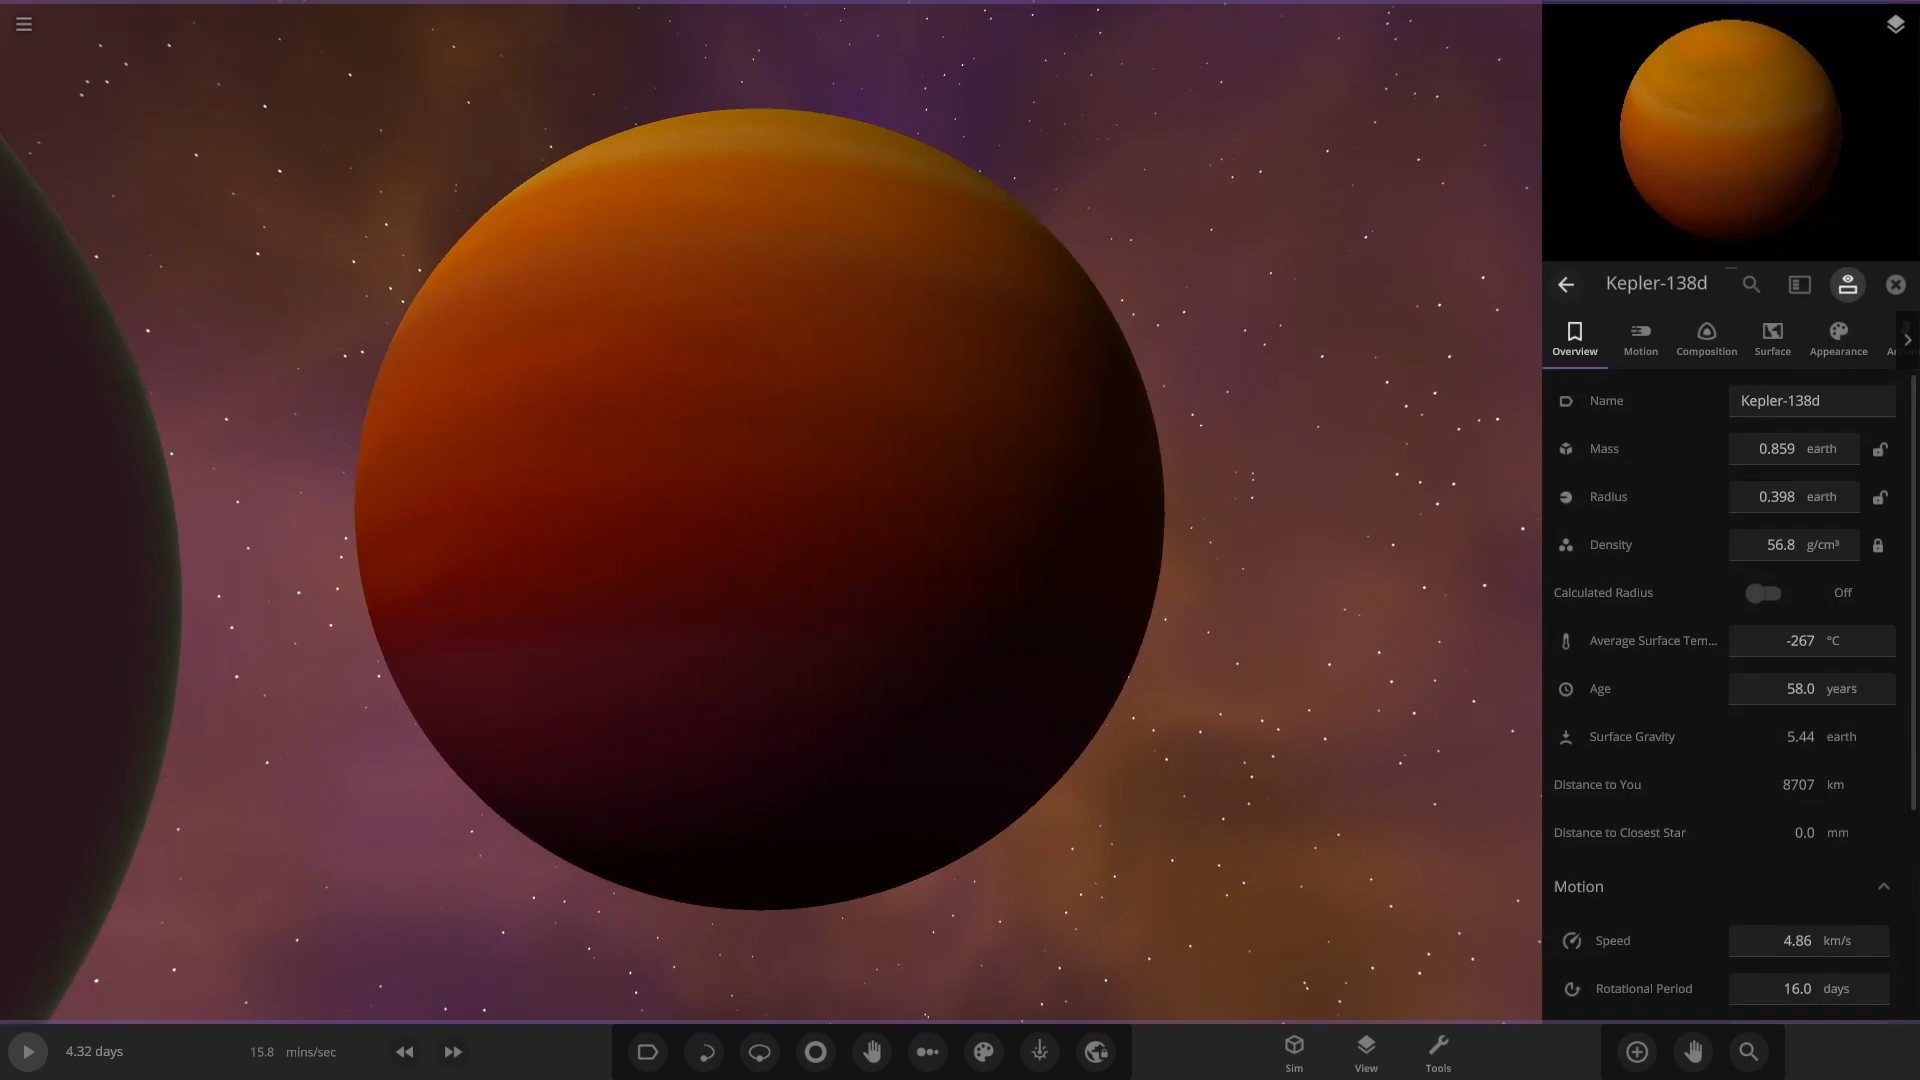 Kepler-138d
Overview
Motion
Composition
Surface
Appearance
Name
Kepler-138d
Mass
0.859 earth
Radius
0.398 earth
Density
56.8 g/cm³
Calculated Radius
Off
Average Surface Tem...
-267 °C
Age
58.0 years
Surface Gravity
5.44 earth
Distance to You
8707 km
Distance to Closest Star
0.0 mm
Motion
Speed
4.86 km/s
Rotational Period
16.0 days
4.32 days
15.8 mins/sec
Sim
View
Tools